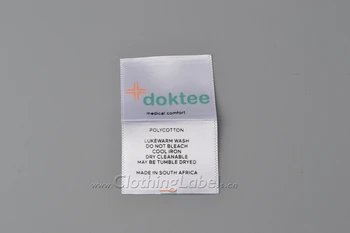 doktee
medical comfort
POLYCOTTON
LUKEWARM WASH
DO NOT BLEACH
COOL IRON
DRY CLEANABLE
MAY BE TUMBLE DRYED
MADE IN SOUTH AFRICA
www.ClothingLabels.cn